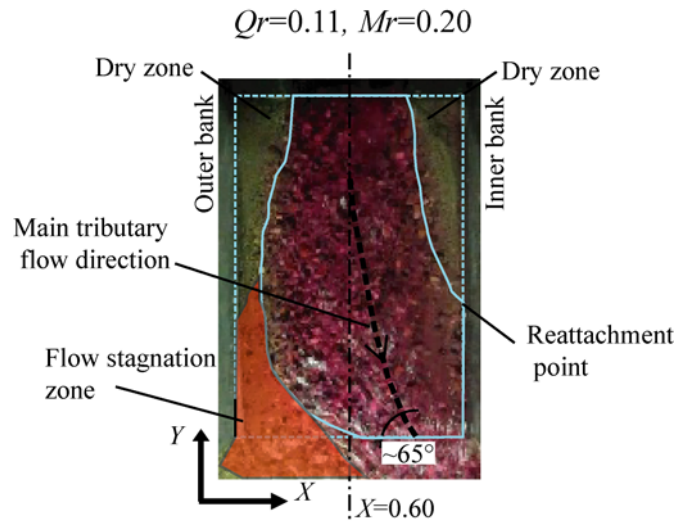 Qr=0.11, Mr=0.20
Dry zone
Dry zone
Outer bank
Inner bank
Main tributary
flow direction
Reattachment
point
Flow stagnation
zone
~65°
Y
X
X=0.60